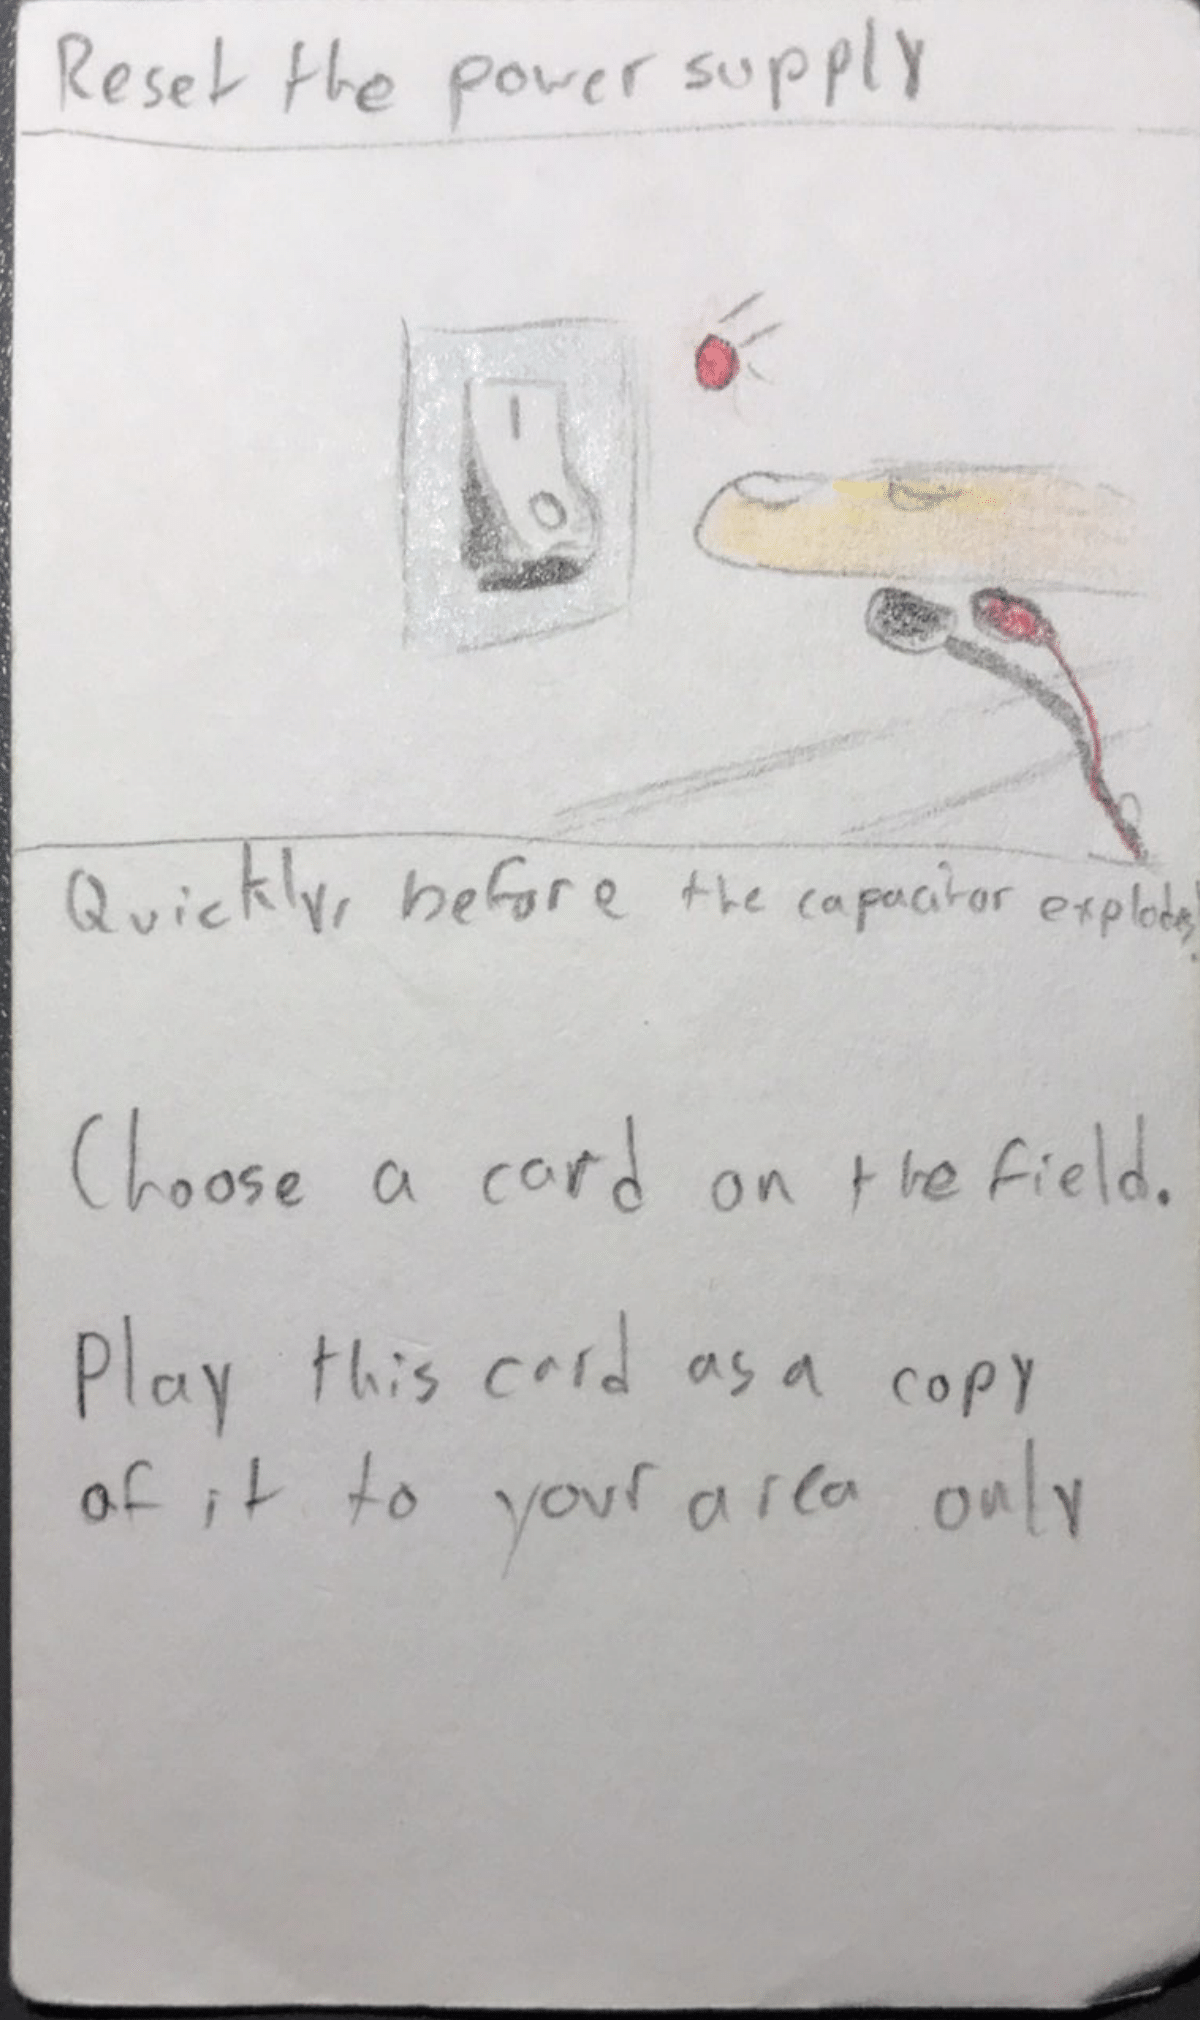 Reset the power supply
I
O
Quickly, before the capacitor explodes!
Choose a card on the field.
Play this card as a copy
of it to your area only